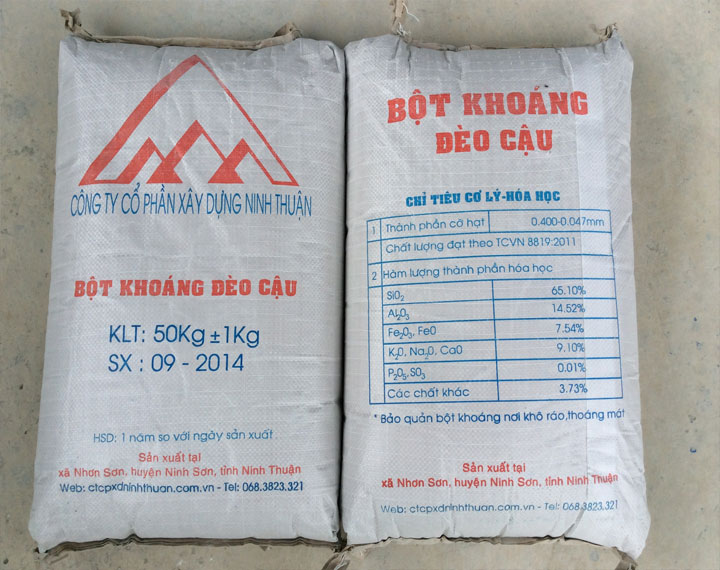 CÔNG TY CỔ PHẦN XÂY DỰNG NINH THUẬN
BỘT KHOÁNG ĐÈO CẬU
KLT: 50Kg ±1Kg
SX : 09 - 2014
HSD: 1 năm so với ngày sản xuất
Sản xuất tại
xã Nhơn Sơn, huyện Ninh Sơn, tỉnh Ninh Thuận
Web: ctcpxdninhthuan.com.vn - Tel: 068.3823.321
BỘT KHOÁNG
ĐÈO CẬU
CHỈ TIÊU CƠ LÝ-HÓA HỌC
1 Thành phần cỡ hạt 0.400-0.047mm
Chất lượng đạt theo TCVN 8819:2011
2 Hàm lượng thành phần hóa học
SiO₂ 65.10%
Al₂O₃ 14.52%
Fe₂O₃, FeO 7.54%
K₂O, Na₂O, CaO 9.10%
P₂O₅, SO₃ 0.01%
Các chất khác 3.73%
* Bảo quản bột khoáng nơi khô ráo,thoáng mát
Sản xuất tại
xã Nhơn Sơn, huyện Ninh Sơn, tỉnh Ninh Thuận
Web: ctcpxdninhthuan.com.vn - Tel: 068.3823.321